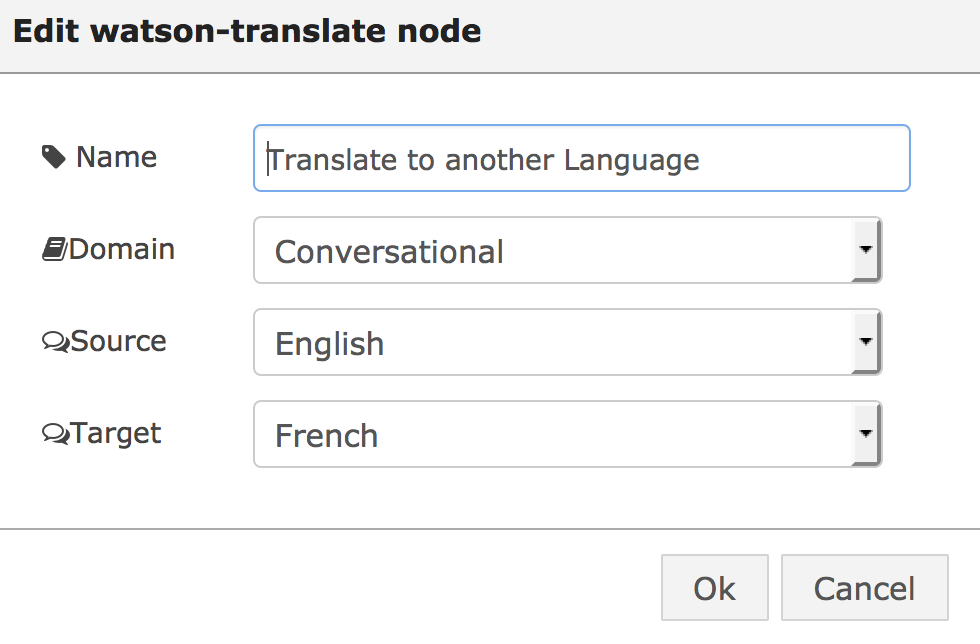 Edit watson-translate node
Name
Translate to another Language
Domain
Conversational
Source
English
Target
French
Ok
Cancel